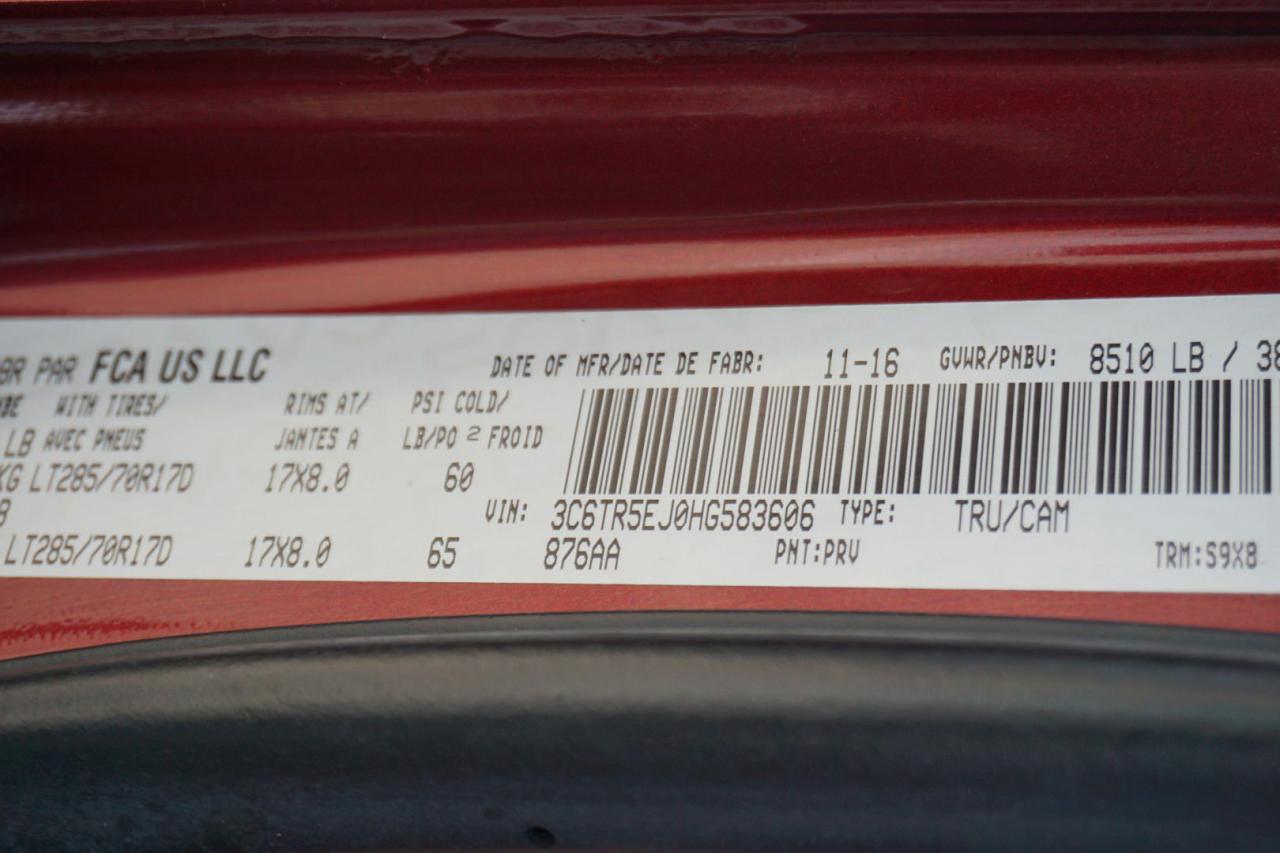 BR PAR FCA US LLC DATE OF MFR/DATE DE FABR: 11-16 GVWR/PNBV: 8510 LB / 38
WITH TIRES/ RIMS AT/ PSI COLD/
LB AVEC PNEUS JANTES A LB/PO 2 FROID
KG LT285/70R17D 17X8.0 60
VIN: 3C6TR5EJ0HG583606 TYPE: TRU/CAM
LT285/70R17D 17X8.0 65 876AA PNT:PRV TRM:S9X8